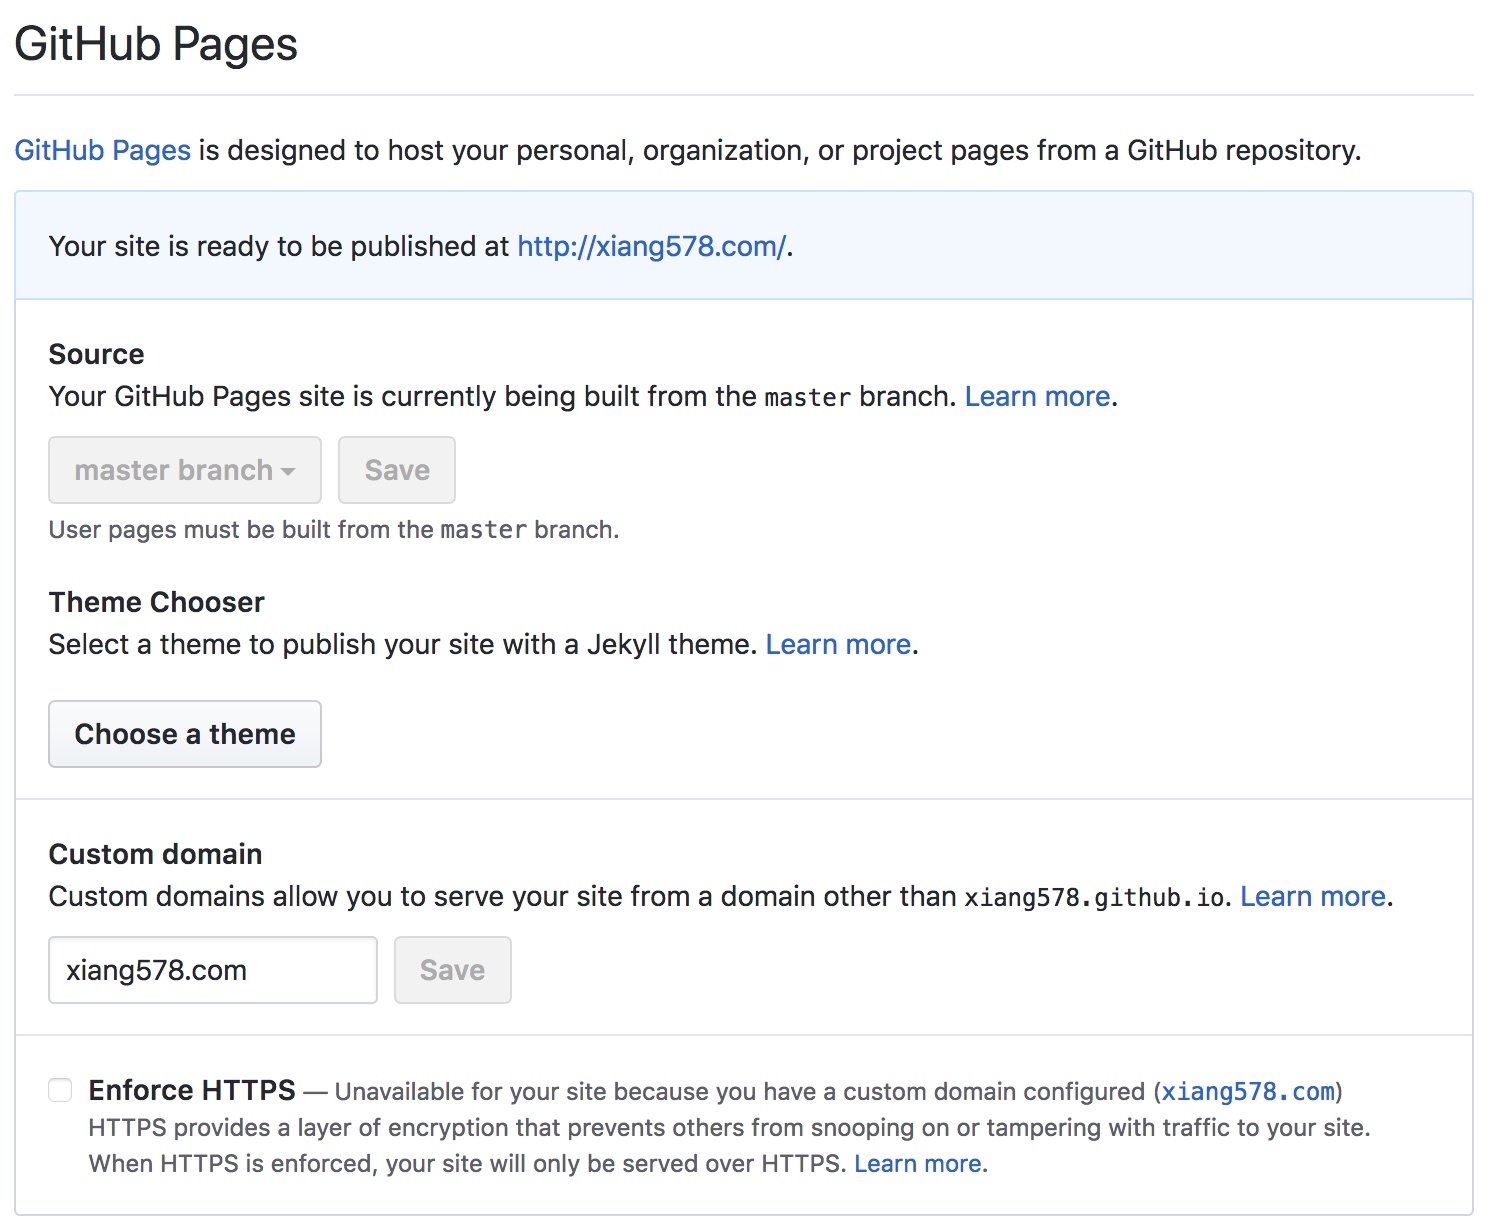 GitHub Pages
GitHub Pages is designed to host your personal, organization, or project pages from a GitHub repository.
Your site is ready to be published at http://xiang578.com/.
Source
Your GitHub Pages site is currently being built from the master branch. Learn more.
master branch Save
User pages must be built from the master branch.
Theme Chooser
Select a theme to publish your site with a Jekyll theme. Learn more.
Choose a theme
Custom domain
Custom domains allow you to serve your site from a domain other than xiang578.github.io. Learn more.
xiang578.com Save
Enforce HTTPS — Unavailable for your site because you have a custom domain configured (xiang578.com)
HTTPS provides a layer of encryption that prevents others from snooping on or tampering with traffic to your site.
When HTTPS is enforced, your site will only be served over HTTPS. Learn more.